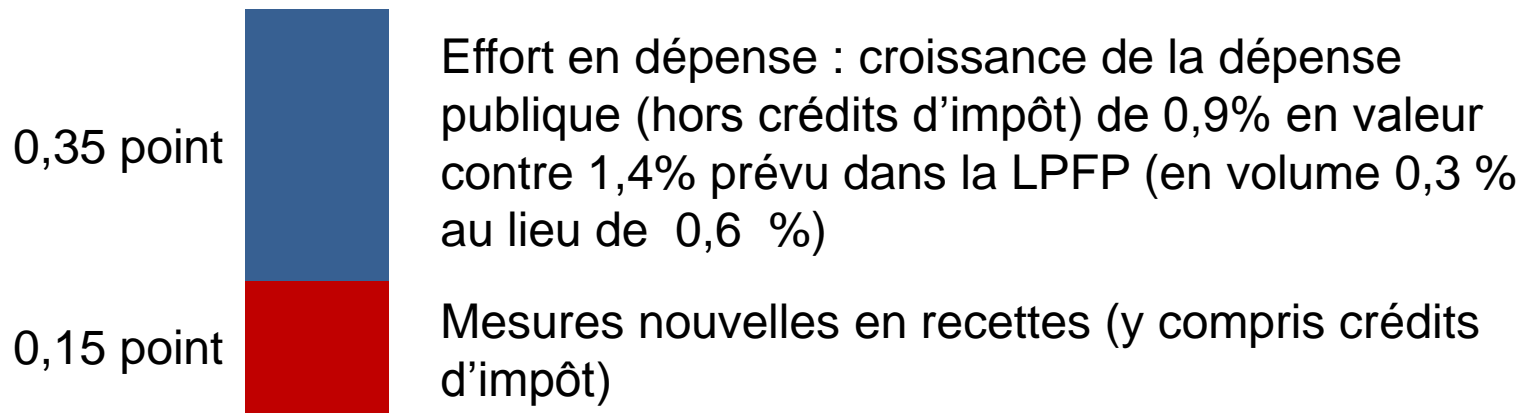 0,35 point
Effort en dépense : croissance de la dépense
publique (hors crédits d’impôt) de 0,9% en valeur
contre 1,4% prévu dans la LPFP (en volume 0,3 %
au lieu de 0,6 %)
0,15 point
Mesures nouvelles en recettes (y compris crédits
d’impôt)